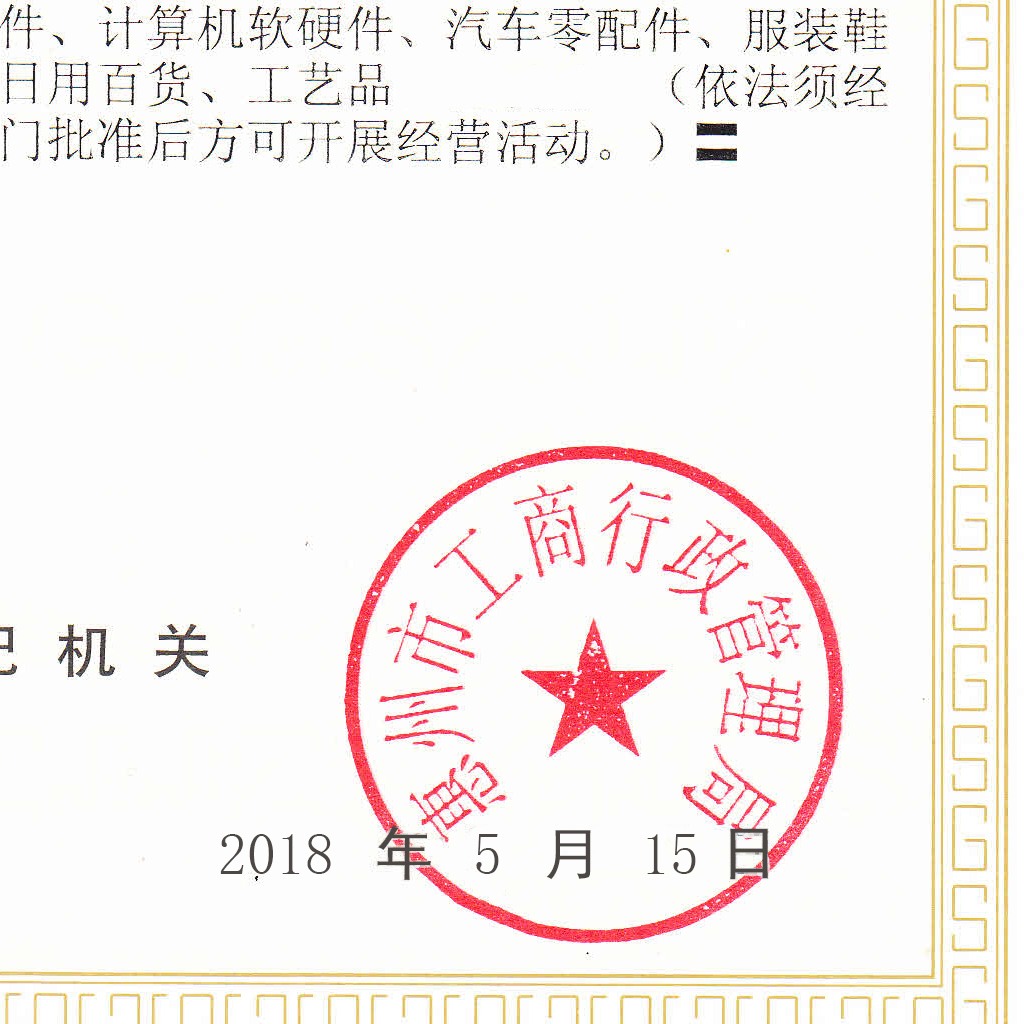 件、计算机软硬件、汽车零配件、服装鞋
日用百货、工艺品 （依法须经
门批准后方可开展经营活动。）
惠州市工商行政管理局
记机关
2018 年 5 月 15 日